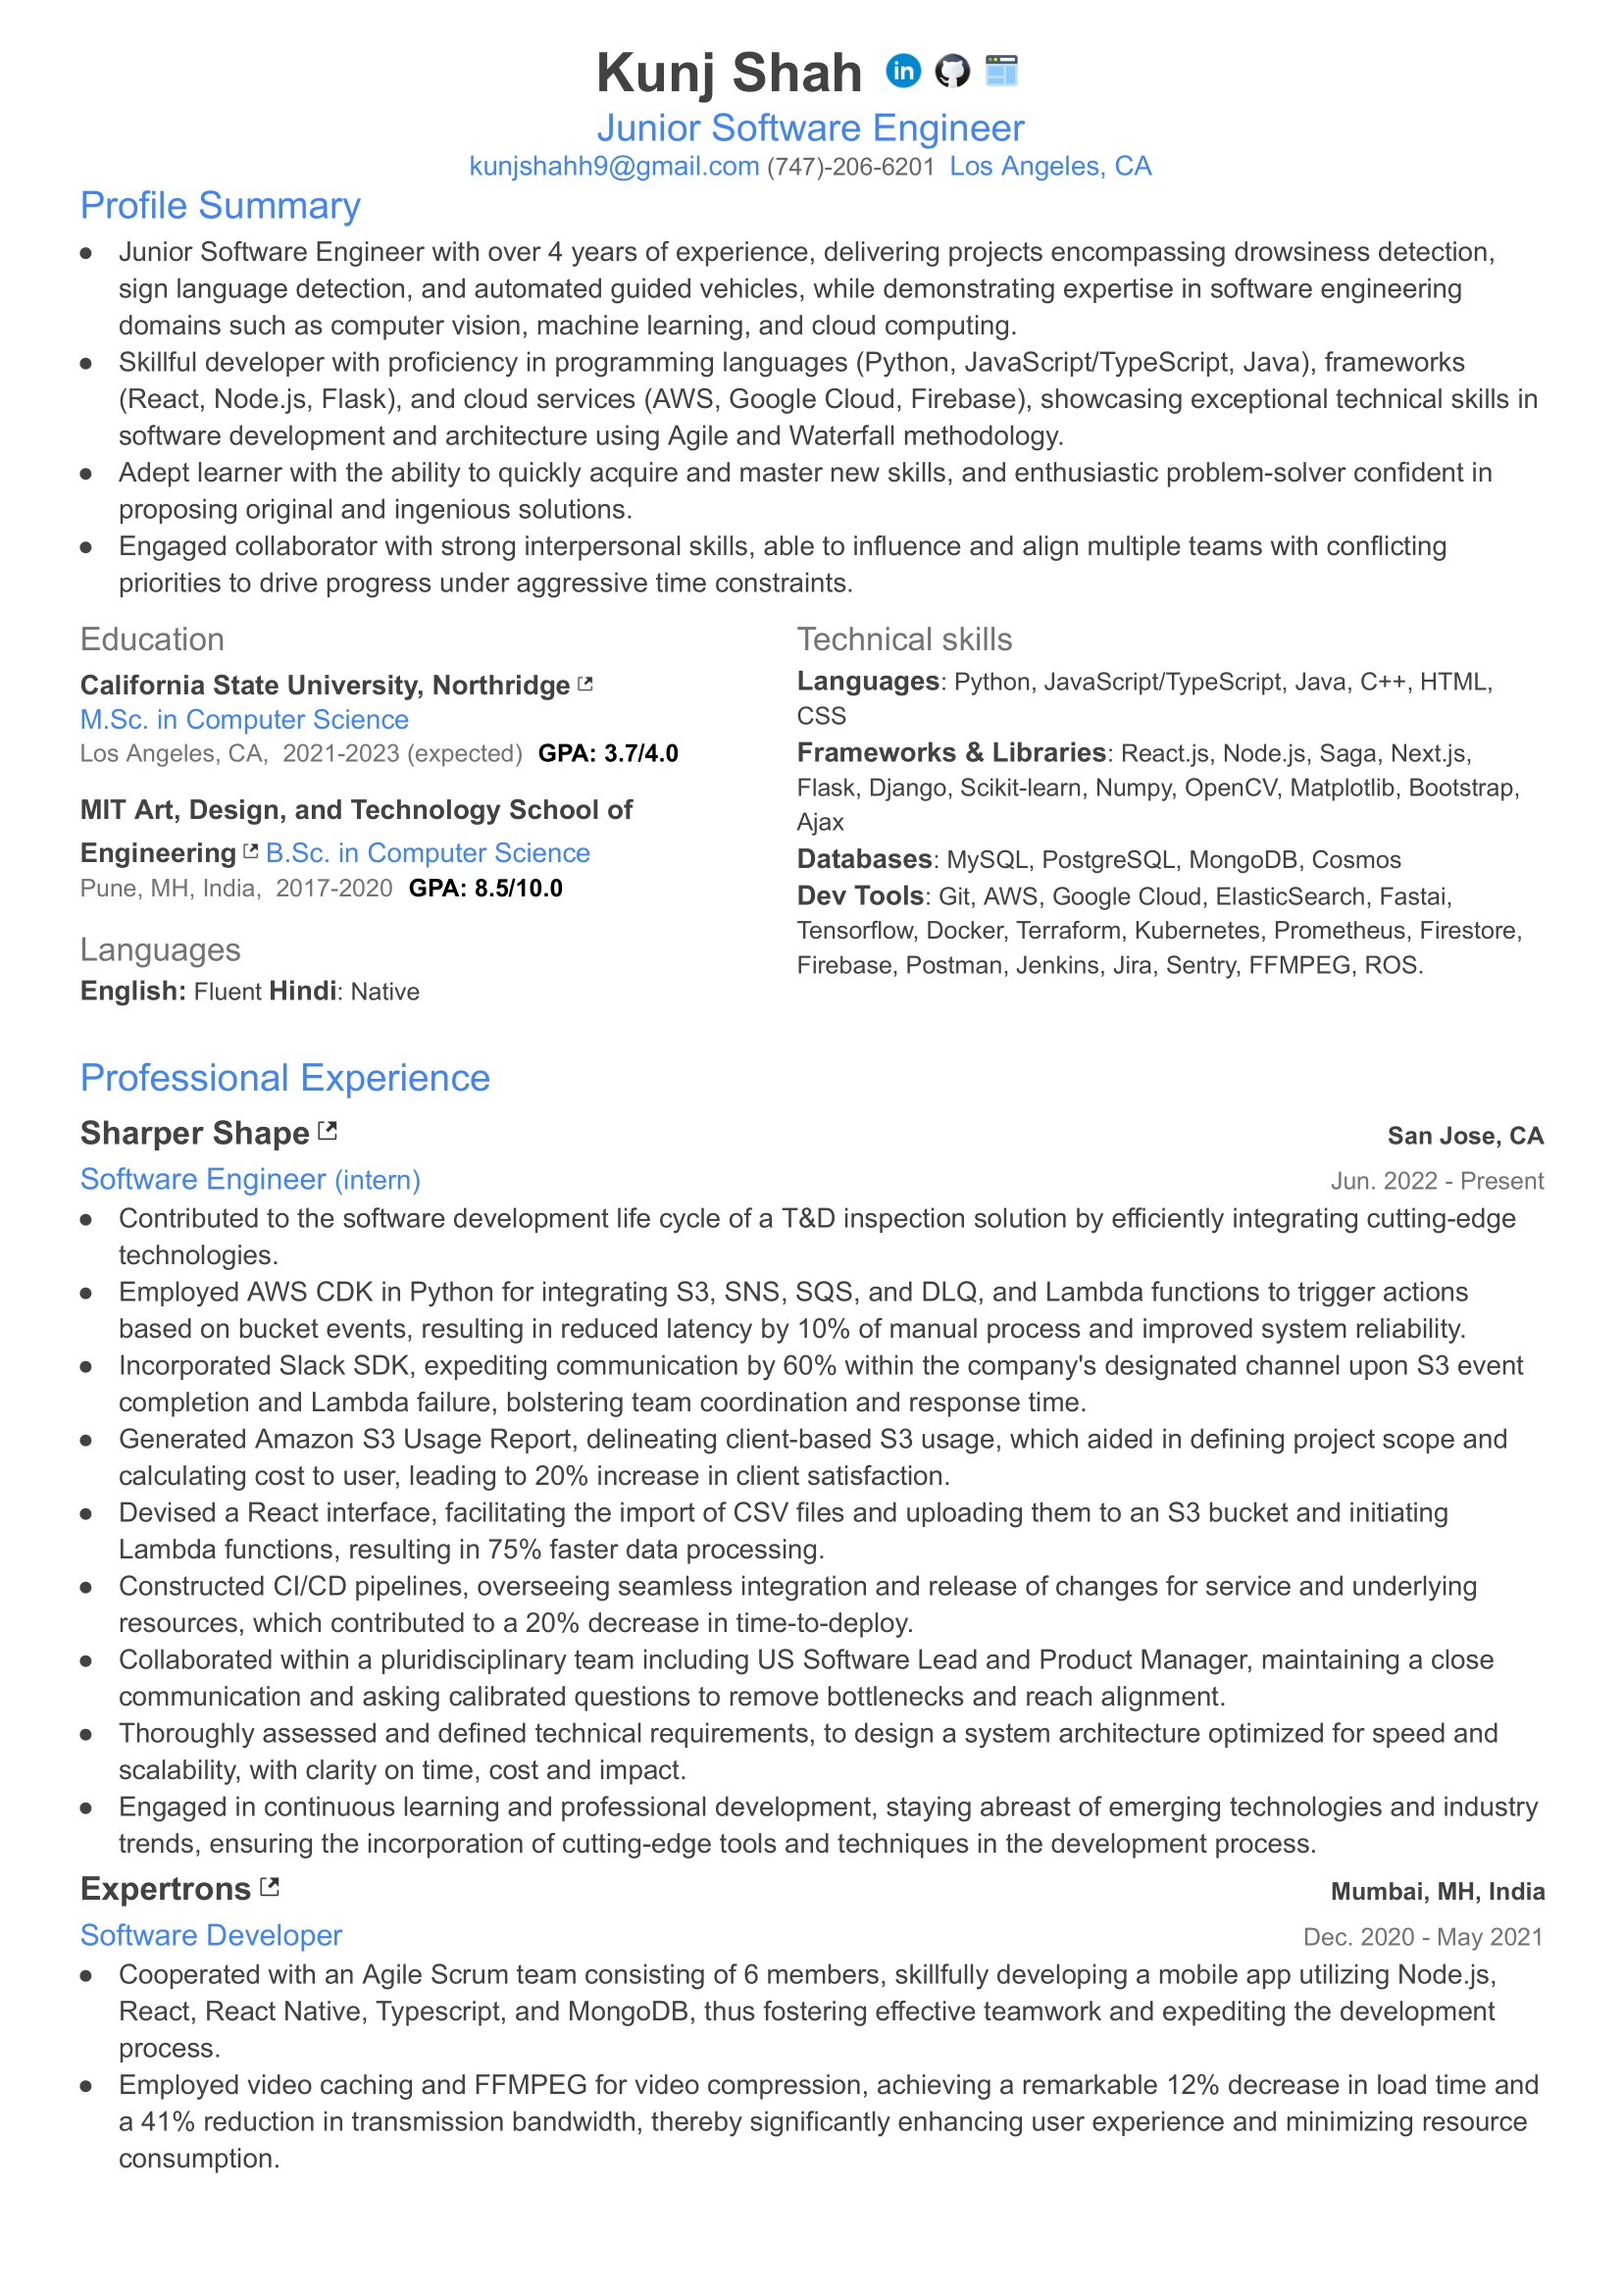 Kunj Shah
Junior Software Engineer
kunjshahh9@gmail.com (747)-206-6201 Los Angeles, CA
Profile Summary
● Junior Software Engineer with over 4 years of experience, delivering projects encompassing drowsiness detection,
sign language detection, and automated guided vehicles, while demonstrating expertise in software engineering
domains such as computer vision, machine learning, and cloud computing.
● Skillful developer with proficiency in programming languages (Python, JavaScript/TypeScript, Java), frameworks
(React, Node.js, Flask), and cloud services (AWS, Google Cloud, Firebase), showcasing exceptional technical skills in
software development and architecture using Agile and Waterfall methodology.
● Adept learner with the ability to quickly acquire and master new skills, and enthusiastic problem-solver confident in
proposing original and ingenious solutions.
● Engaged collaborator with strong interpersonal skills, able to influence and align multiple teams with conflicting
priorities to drive progress under aggressive time constraints.
Education
California State University, Northridge
M.Sc. in Computer Science
Los Angeles, CA, 2021-2023 (expected) GPA: 3.7/4.0
MIT Art, Design, and Technology School of
Engineering B.Sc. in Computer Science
Pune, MH, India, 2017-2020 GPA: 8.5/10.0
Languages
English: Fluent Hindi: Native
Technical skills
Languages: Python, JavaScript/TypeScript, Java, C++, HTML,
CSS
Frameworks & Libraries: React.js, Node.js, Saga, Next.js,
Flask, Django, Scikit-learn, Numpy, OpenCV, Matplotlib, Bootstrap,
Ajax
Databases: MySQL, PostgreSQL, MongoDB, Cosmos
Dev Tools: Git, AWS, Google Cloud, ElasticSearch, Fastai,
Tensorflow, Docker, Terraform, Kubernetes, Prometheus, Firestore,
Firebase, Postman, Jenkins, Jira, Sentry, FFMPEG, ROS.
Professional Experience
Sharper Shape San Jose, CA
Software Engineer (intern) Jun. 2022 - Present
● Contributed to the software development life cycle of a T&D inspection solution by efficiently integrating cutting-edge
technologies.
● Employed AWS CDK in Python for integrating S3, SNS, SQS, and DLQ, and Lambda functions to trigger actions
based on bucket events, resulting in reduced latency by 10% of manual process and improved system reliability.
● Incorporated Slack SDK, expediting communication by 60% within the company's designated channel upon S3 event
completion and Lambda failure, bolstering team coordination and response time.
● Generated Amazon S3 Usage Report, delineating client-based S3 usage, which aided in defining project scope and
calculating cost to user, leading to 20% increase in client satisfaction.
● Devised a React interface, facilitating the import of CSV files and uploading them to an S3 bucket and initiating
Lambda functions, resulting in 75% faster data processing.
● Constructed CI/CD pipelines, overseeing seamless integration and release of changes for service and underlying
resources, which contributed to a 20% decrease in time-to-deploy.
● Collaborated within a pluridisciplinary team including US Software Lead and Product Manager, maintaining a close
communication and asking calibrated questions to remove bottlenecks and reach alignment.
● Thoroughly assessed and defined technical requirements, to design a system architecture optimized for speed and
scalability, with clarity on time, cost and impact.
● Engaged in continuous learning and professional development, staying abreast of emerging technologies and industry
trends, ensuring the incorporation of cutting-edge tools and techniques in the development process.
Expertrons Mumbai, MH, India
Software Developer Dec. 2020 - May 2021
● Cooperated with an Agile Scrum team consisting of 6 members, skillfully developing a mobile app utilizing Node.js,
React, React Native, Typescript, and MongoDB, thus fostering effective teamwork and expediting the development
process.
● Employed video caching and FFMPEG for video compression, achieving a remarkable 12% decrease in load time and
a 41% reduction in transmission bandwidth, thereby significantly enhancing user experience and minimizing resource
consumption.